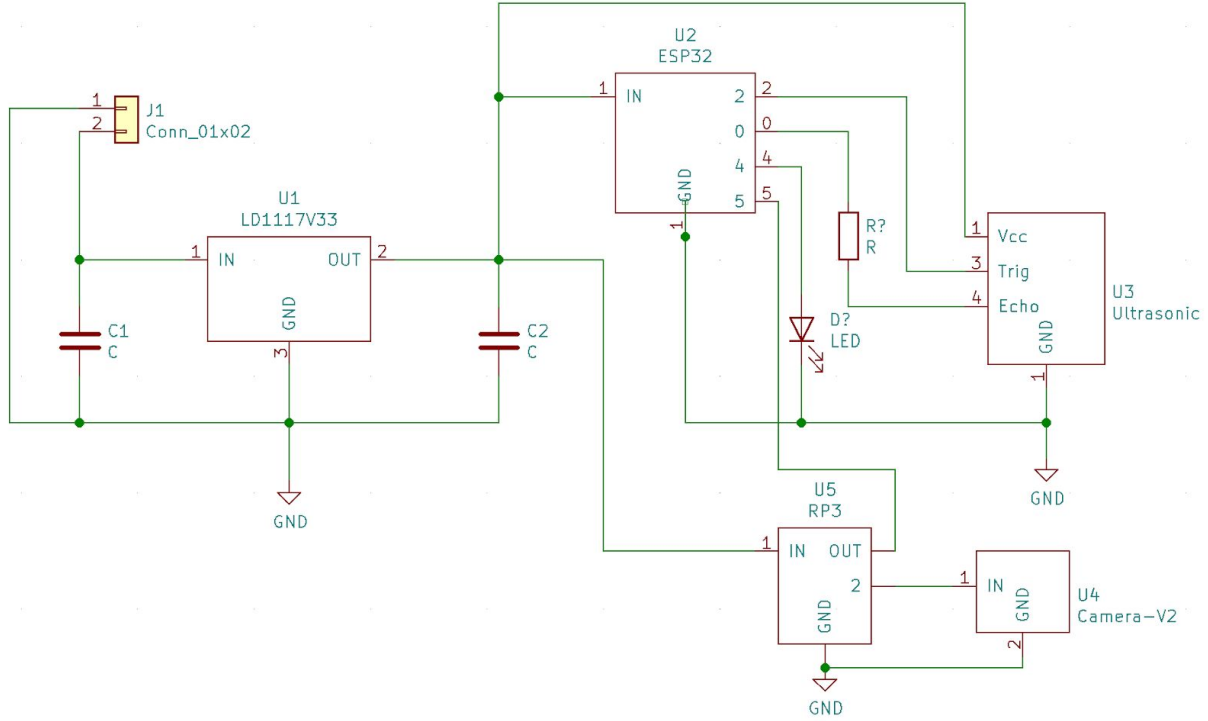 U2
ESP32
1
IN
2
2
0
0
4
4
5
5
GND
1
1
2
J1
Conn_01x02
U1
LD1117V33
1
IN
OUT
2
GND
3
C1
C
C2
C
R?
R
D?
LED
1
Vcc
3
Trig
4
Echo
GND
1
U3
Ultrasonic
GND
GND
U5
RP3
1
IN
OUT
2
GND
GND
1
IN
GND
2
U4
Camera-V2